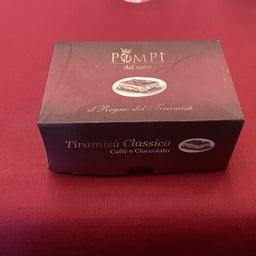 POMPI
dal 1960
il Regno del Tiramisù
Tiramisù Classico
Caffè e Cioccolato